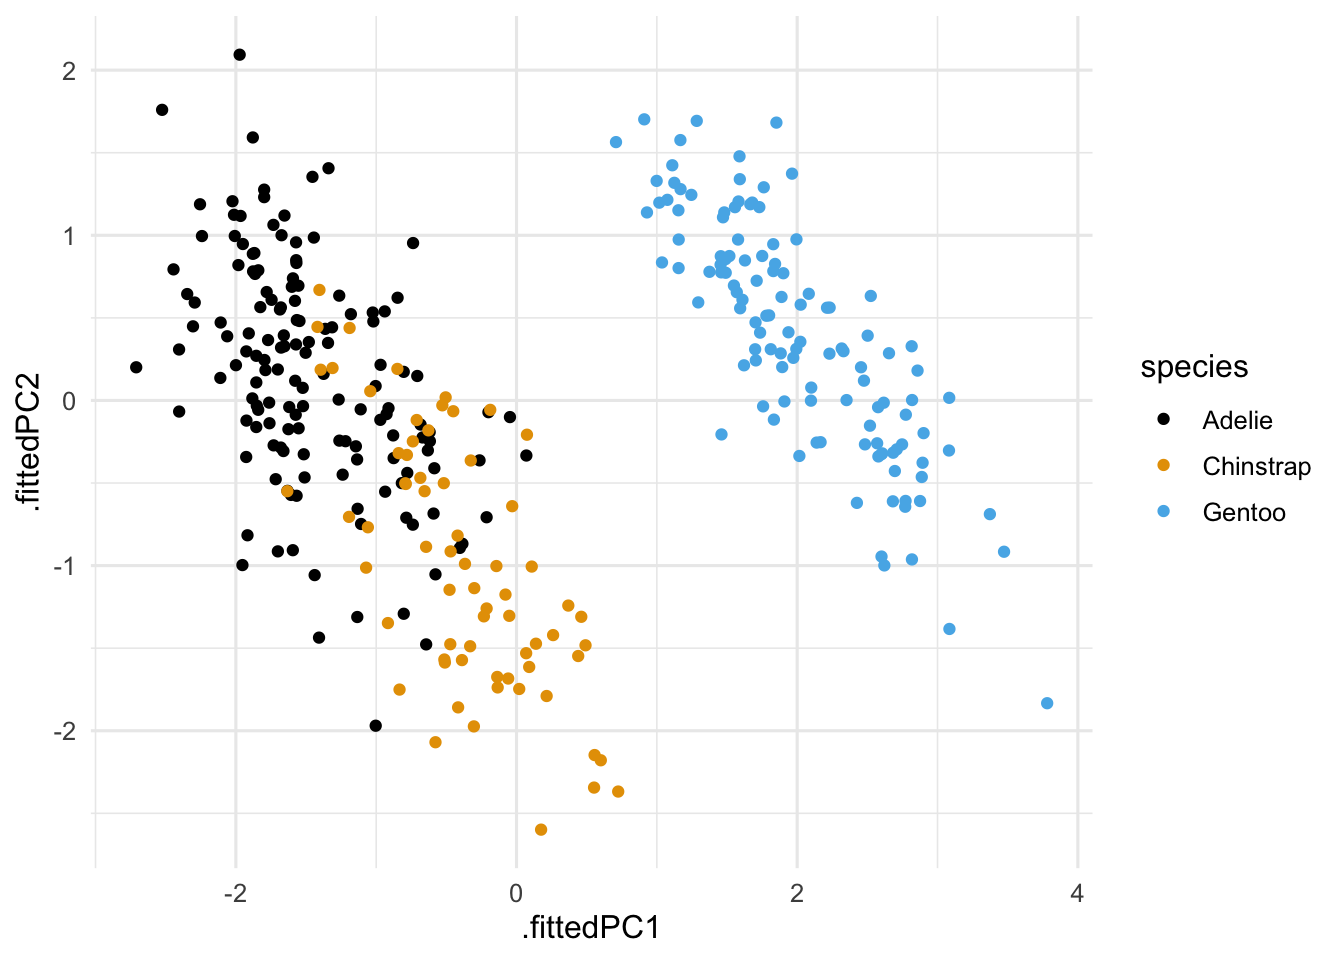 2
1
0
-1
-2
-2
0
2
4
.fittedPC1
.fittedPC2
species
Adelie
Chinstrap
Gentoo